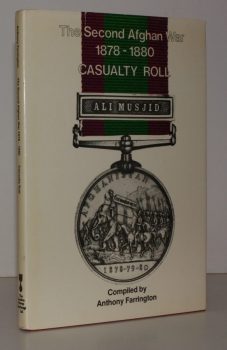 The Second Afghan War
1878-1880
CASUALTY ROLL
ALI MUSJID
AFGHANISTAN
1878-79-80
Compiled by
Anthony Farrington